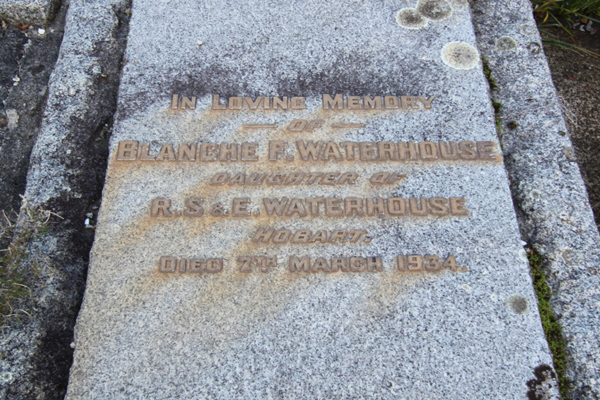 In Loving Memory
— OF —
BLANCHE F. WATERHOUSE
DAUGHTER OF
R.S & E. WATERHOUSE
HOBART.
DIED 7TH MARCH 1934.